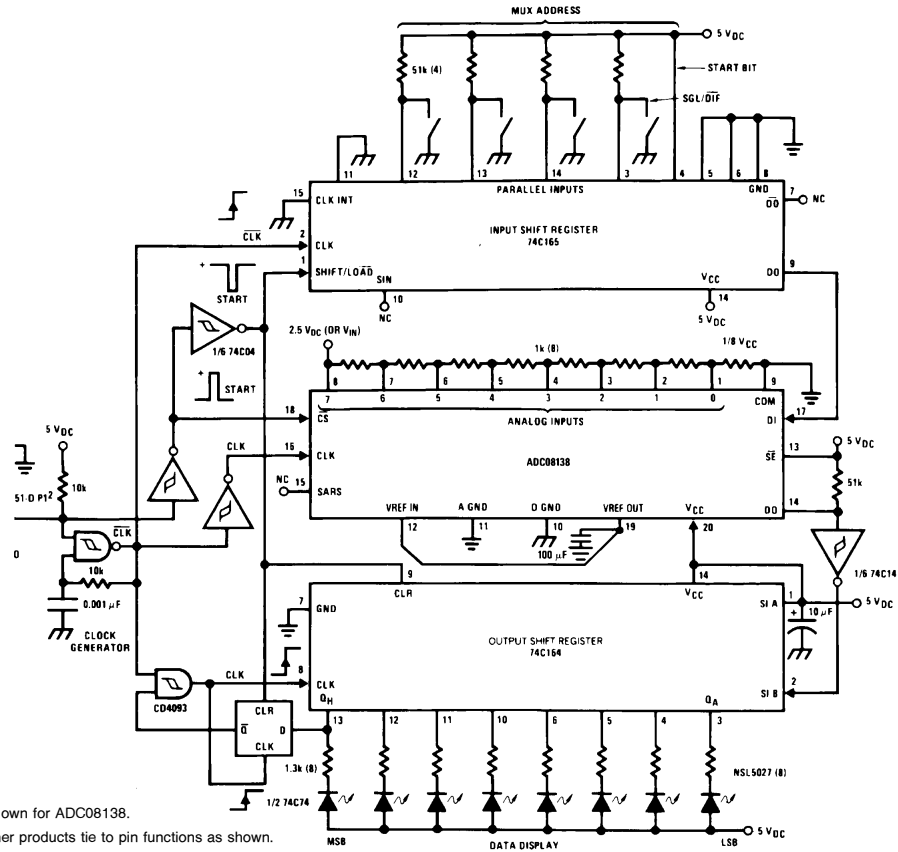 MUX ADDRESS
5 VDC
51k (4)
START BIT
SGL/DIF
11
12
13
14
3
4
5
6
8
15
CLK INT
PARALLEL INPUTS
GND
7
DO
NC
CLK
2
CLK
INPUT SHIFT REGISTER
74C165
1
SHIFT/LOAD
9
DO
SIN
VCC
START
10
NC
14
5 VDC
1/6 74C04
2.5 VDC (OR VIN)
1k (8)
1/8 VCC
START
8
7
6
5
4
3
2
1
9
7
6
5
4
3
2
1
0
COM
18
CS
ANALOG INPUTS
DI
17
5 VDC
CLK
16
CLK
ADC08138
SE
13
5 VDC
10k
51-D P1²
NC
15
SARS
51k
DO
14
VREF IN
A GND
D GND
VREF OUT
VCC
12
11
10
19
20
CLK
D
100 µF
1/6 74C14
10k
0.001 µF
9
CLR
14
VCC
7
GND
SI A
1
10 µF
+
5 VDC
CLOCK
GENERATOR
OUTPUT SHIFT REGISTER
74C164
CLK
8
CLK
SI B
2
QH
QA
CD4093
CLR
Q
D
CLK
13
12
11
10
6
5
4
3
1.3k (8)
NSL5027 (8)
1/2 74C74
own for ADC08138.
ner products tie to pin functions as shown.
MSB
DATA DISPLAY
LSB
5 VDC